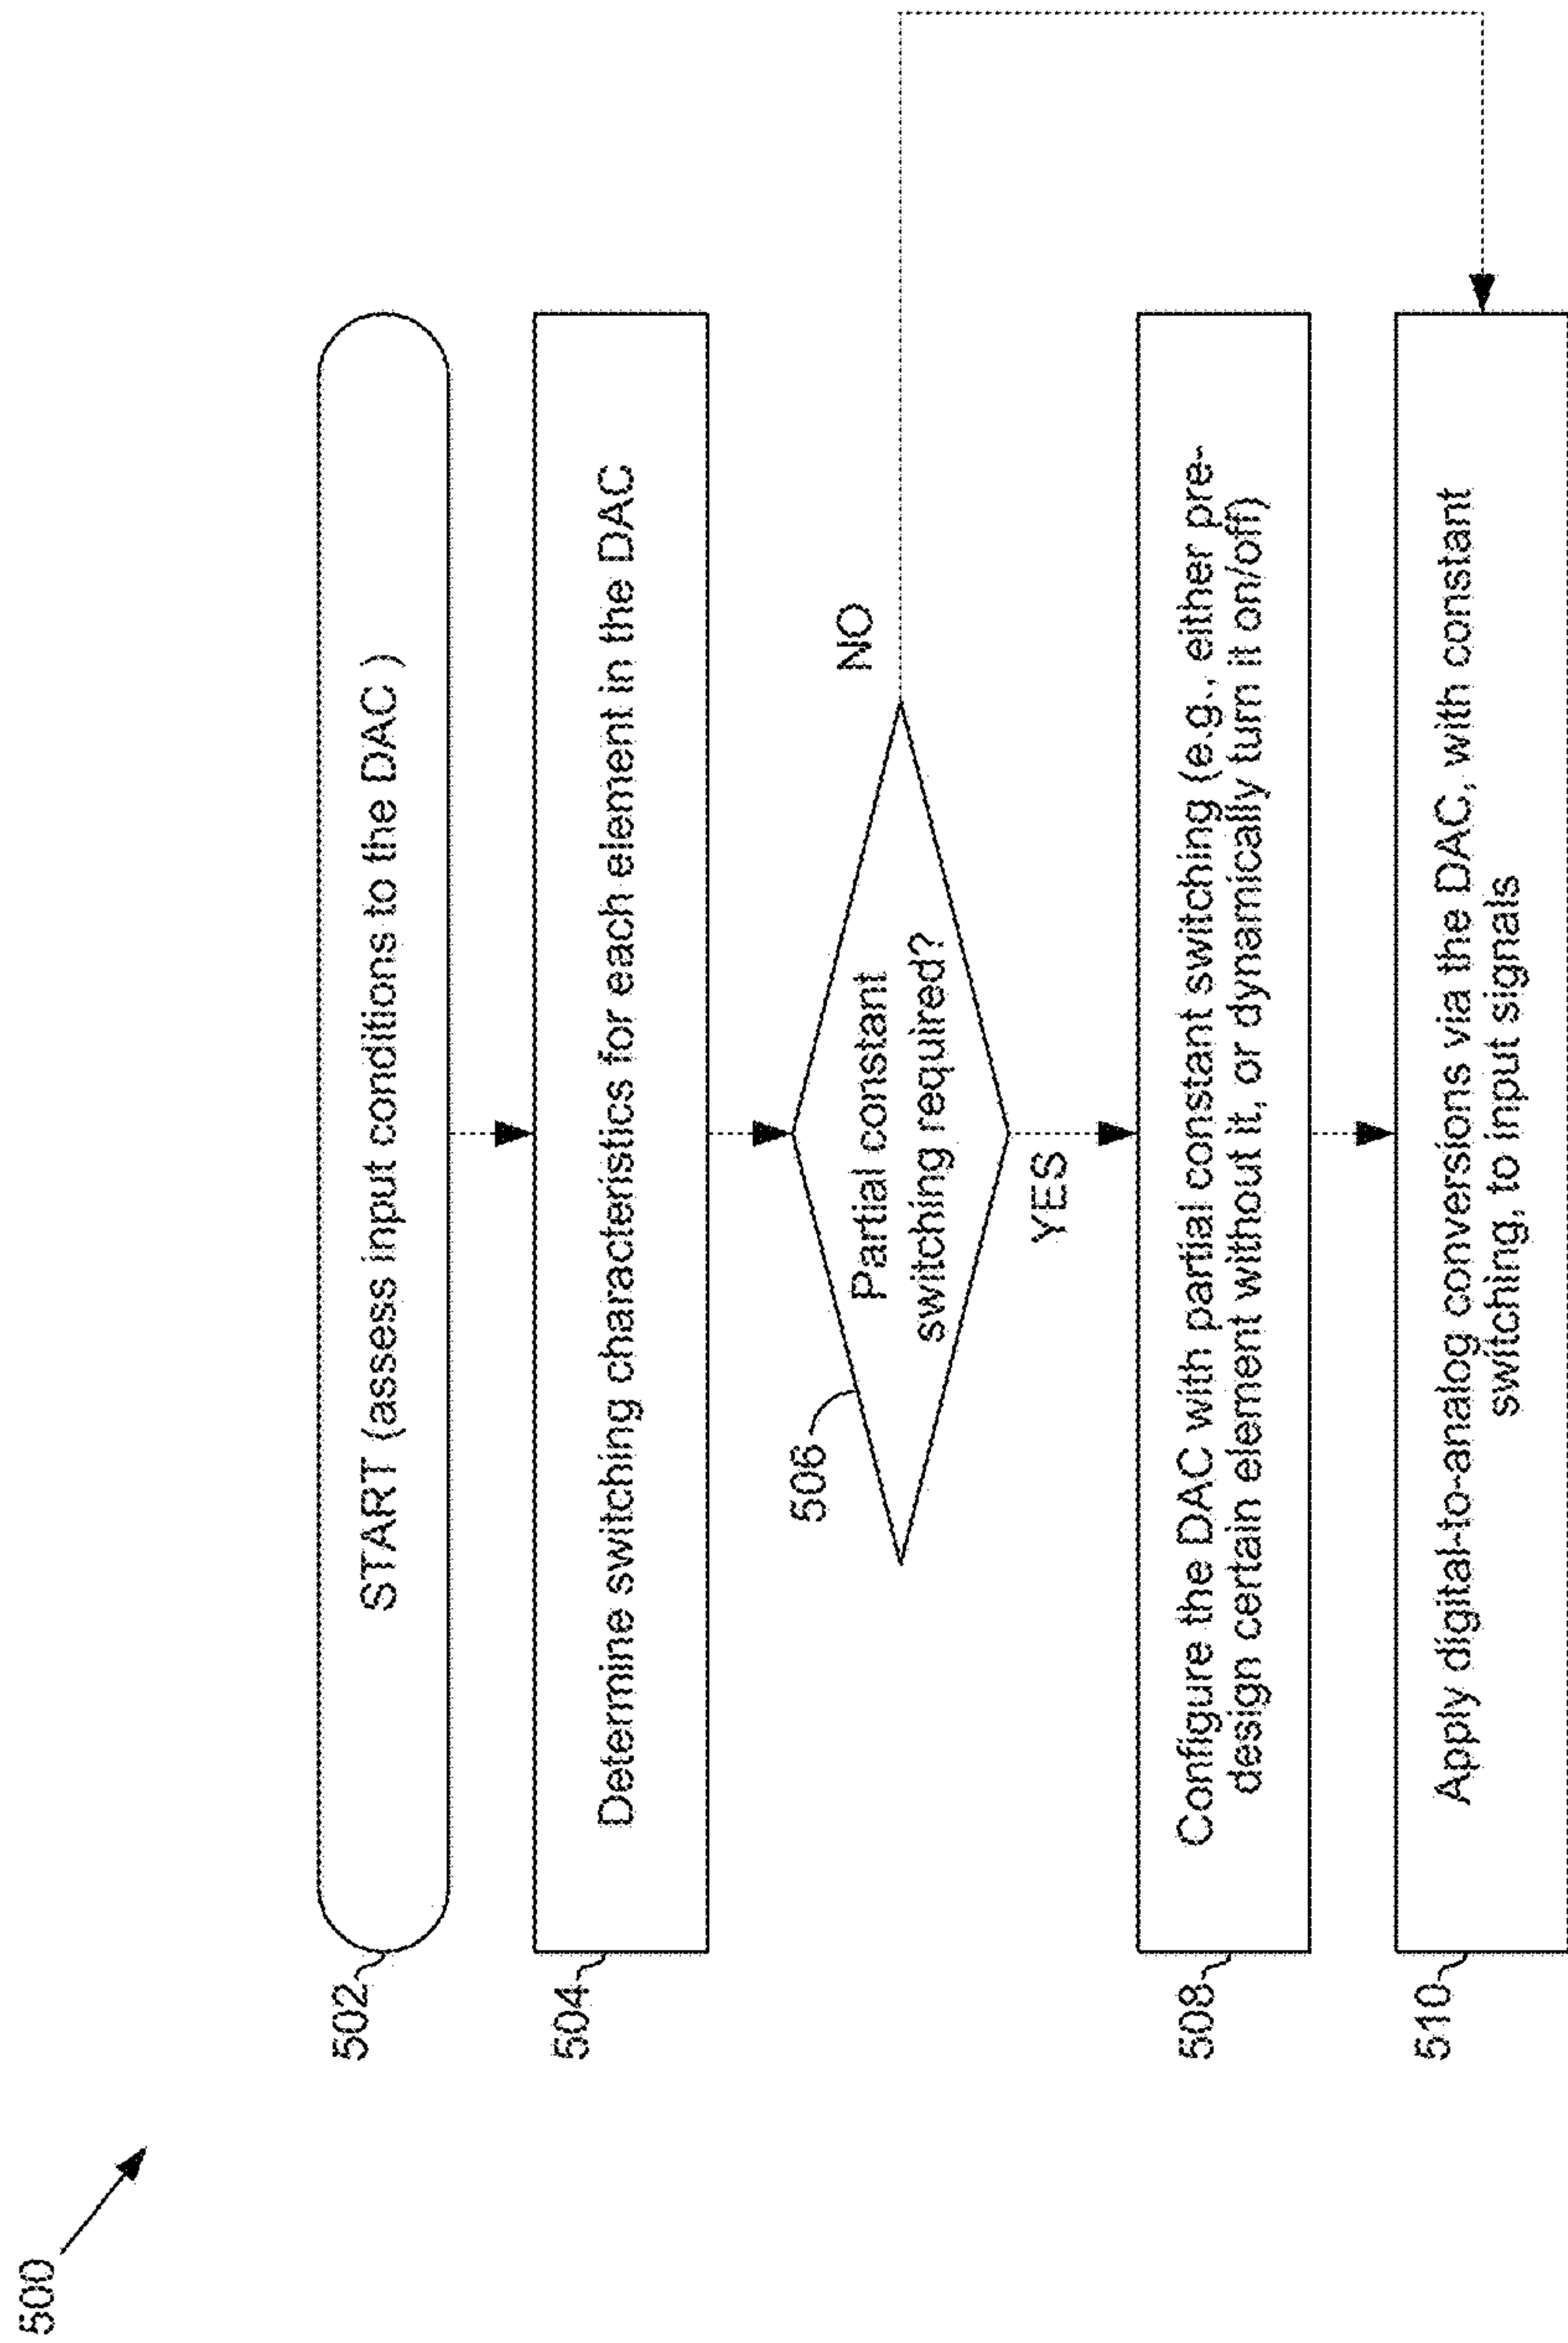 500
502
START (assess input conditions to the DAC )
504
Determine switching characteristics for each element in the DAC
506
Partial constant
switching required?
NO
YES
508
Configure the DAC with partial constant switching (e.g., either pre-
design certain element without it, or dynamically turn it on/off)
510
Apply digital-to-analog conversions via the DAC, with constant
switching, to input signals